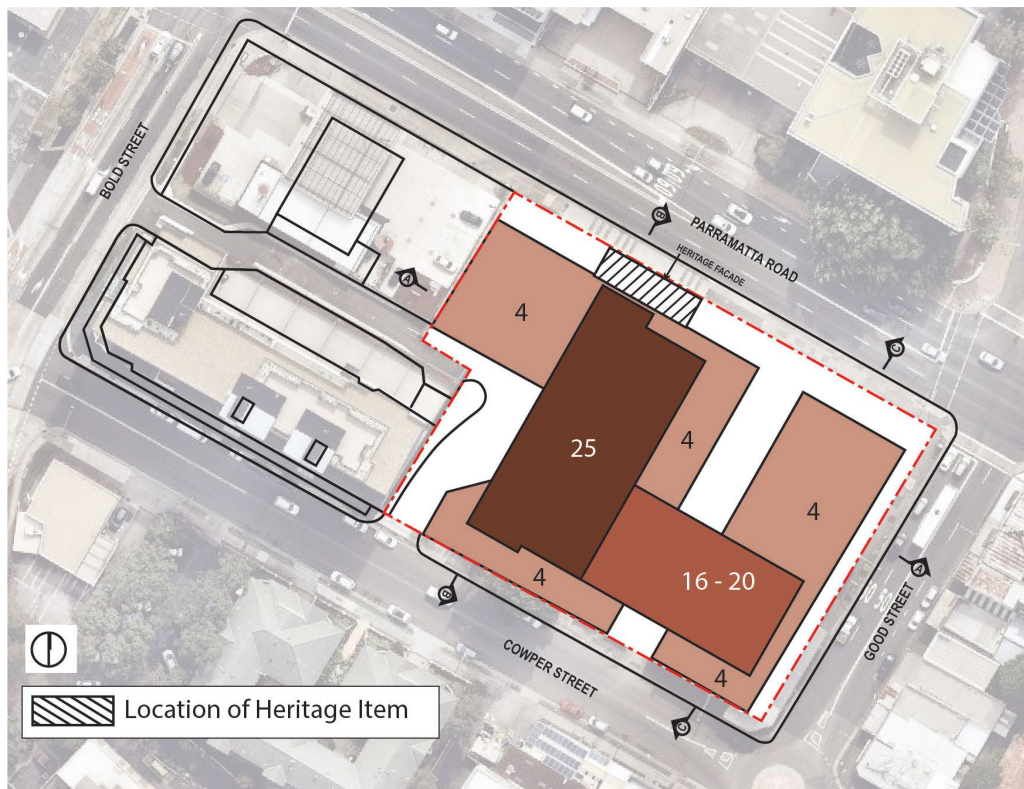 BOLD STREET
B
PARRAMATTA ROAD
HERITAGE FACADE
A
4
C
25
4
4
4
16 - 20
A
B
4
COWPER STREET
GOOD STREET
C
Location of Heritage Item